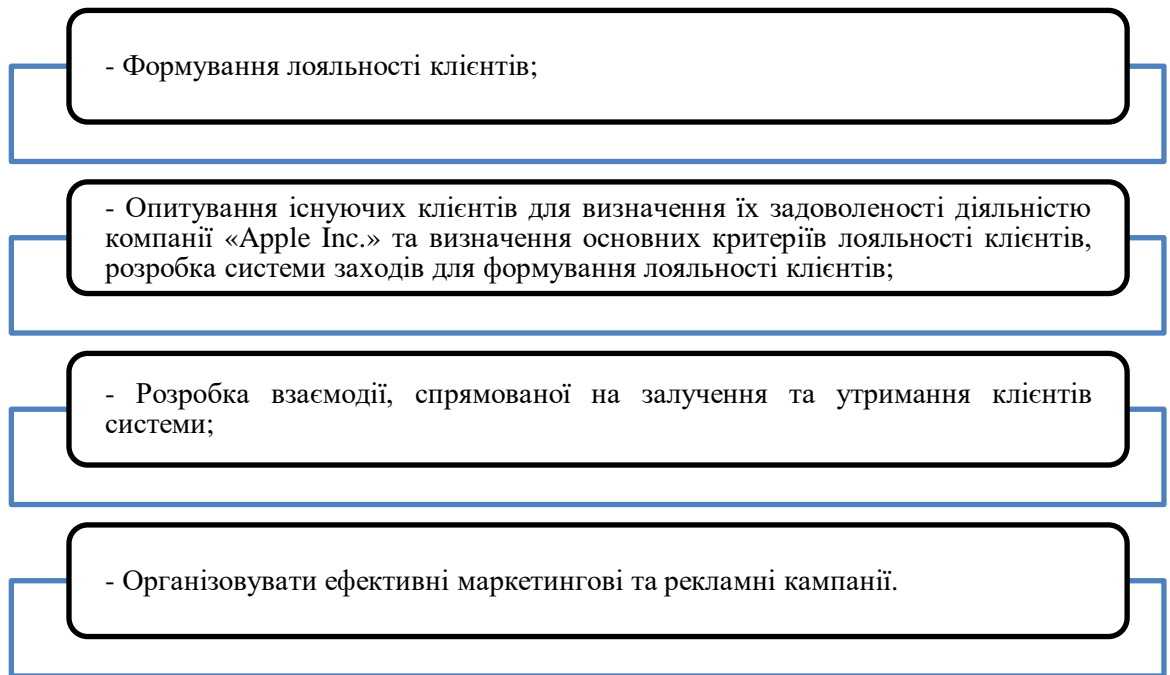 - Формування лояльності клієнтів;
- Опитування існуючих клієнтів для визначення їх задоволеності діяльністю
компанії «Apple Inc.» та визначення основних критеріїв лояльності клієнтів,
розробка системи заходів для формування лояльності клієнтів;
- Розробка взаємодії, спрямованої на залучення та утримання клієнтів
системи;
- Організовувати ефективні маркетингові та рекламні кампанії.